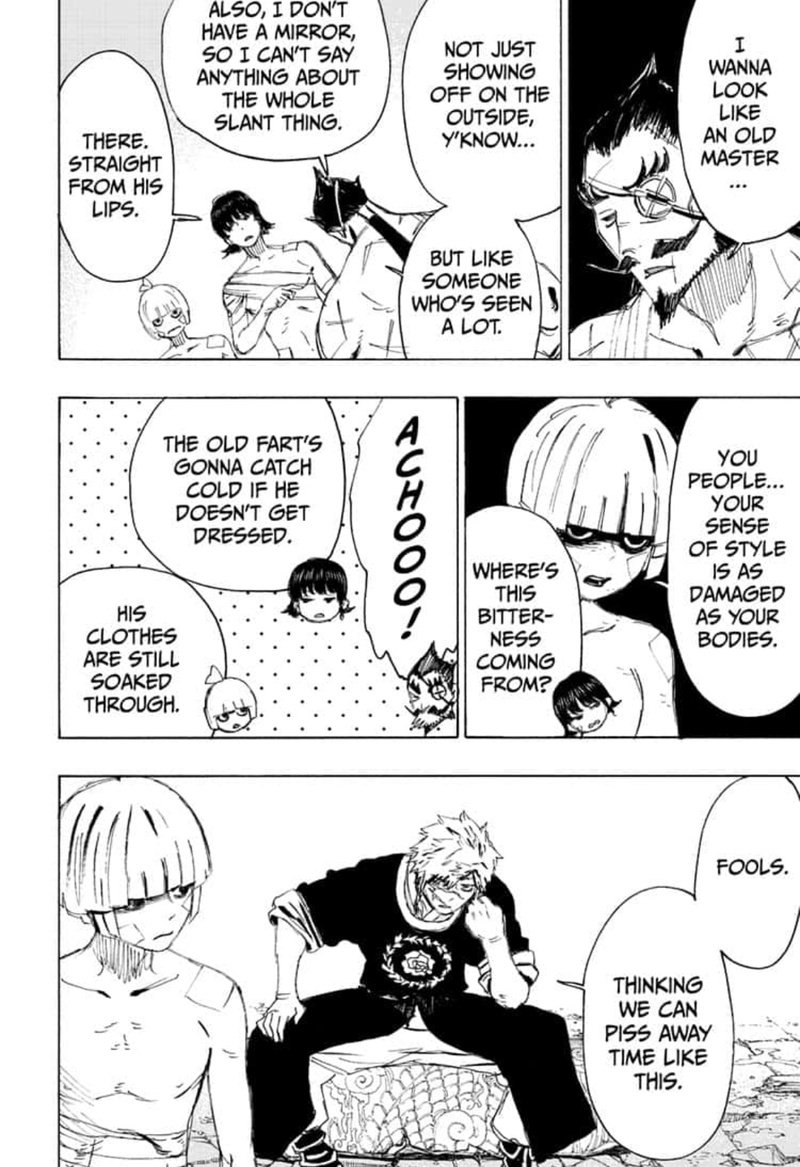 I
WANNA
LOOK
LIKE
AN OLD
MASTER
...
NOT JUST
SHOWING
OFF ON THE
OUTSIDE,
Y'KNOW...
BUT LIKE
SOMEONE
WHO'S SEEN
A LOT.
ALSO, I DON'T
HAVE A MIRROR,
SO I CAN'T SAY
ANYTHING ABOUT
THE WHOLE
SLANT THING.
THERE.
STRAIGHT
FROM HIS
LIPS.
YOU
PEOPLE...
YOUR
SENSE
OF STYLE
IS AS
DAMAGED
AS YOUR
BODIES.
WHERE'S
THIS
BITTER-
NESS
COMING
FROM?
ACHOOO!
THE OLD FART'S
GONNA CATCH
COLD IF HE
DOESN'T GET
DRESSED.
HIS
CLOTHES
ARE STILL
SOAKED
THROUGH.
FOOLS.
THINKING
WE CAN
PISS AWAY
TIME LIKE
THIS.